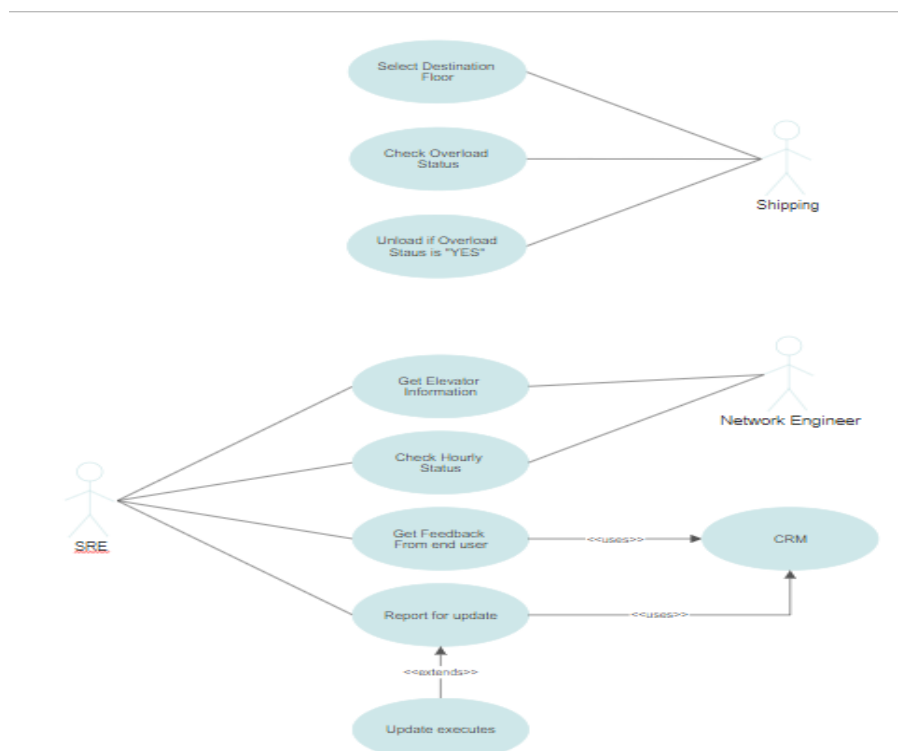 Select Destination
Floor
Check Overload
Status
Shipping
Unload if Overload
Staus is "YES"
Get Elevator
Information
Network Engineer
Check Hourly
Status
SRE
Get Feedback
From end user
<<uses>>
CRM
Report for update
<<uses>>
<<extends>>
Update executes